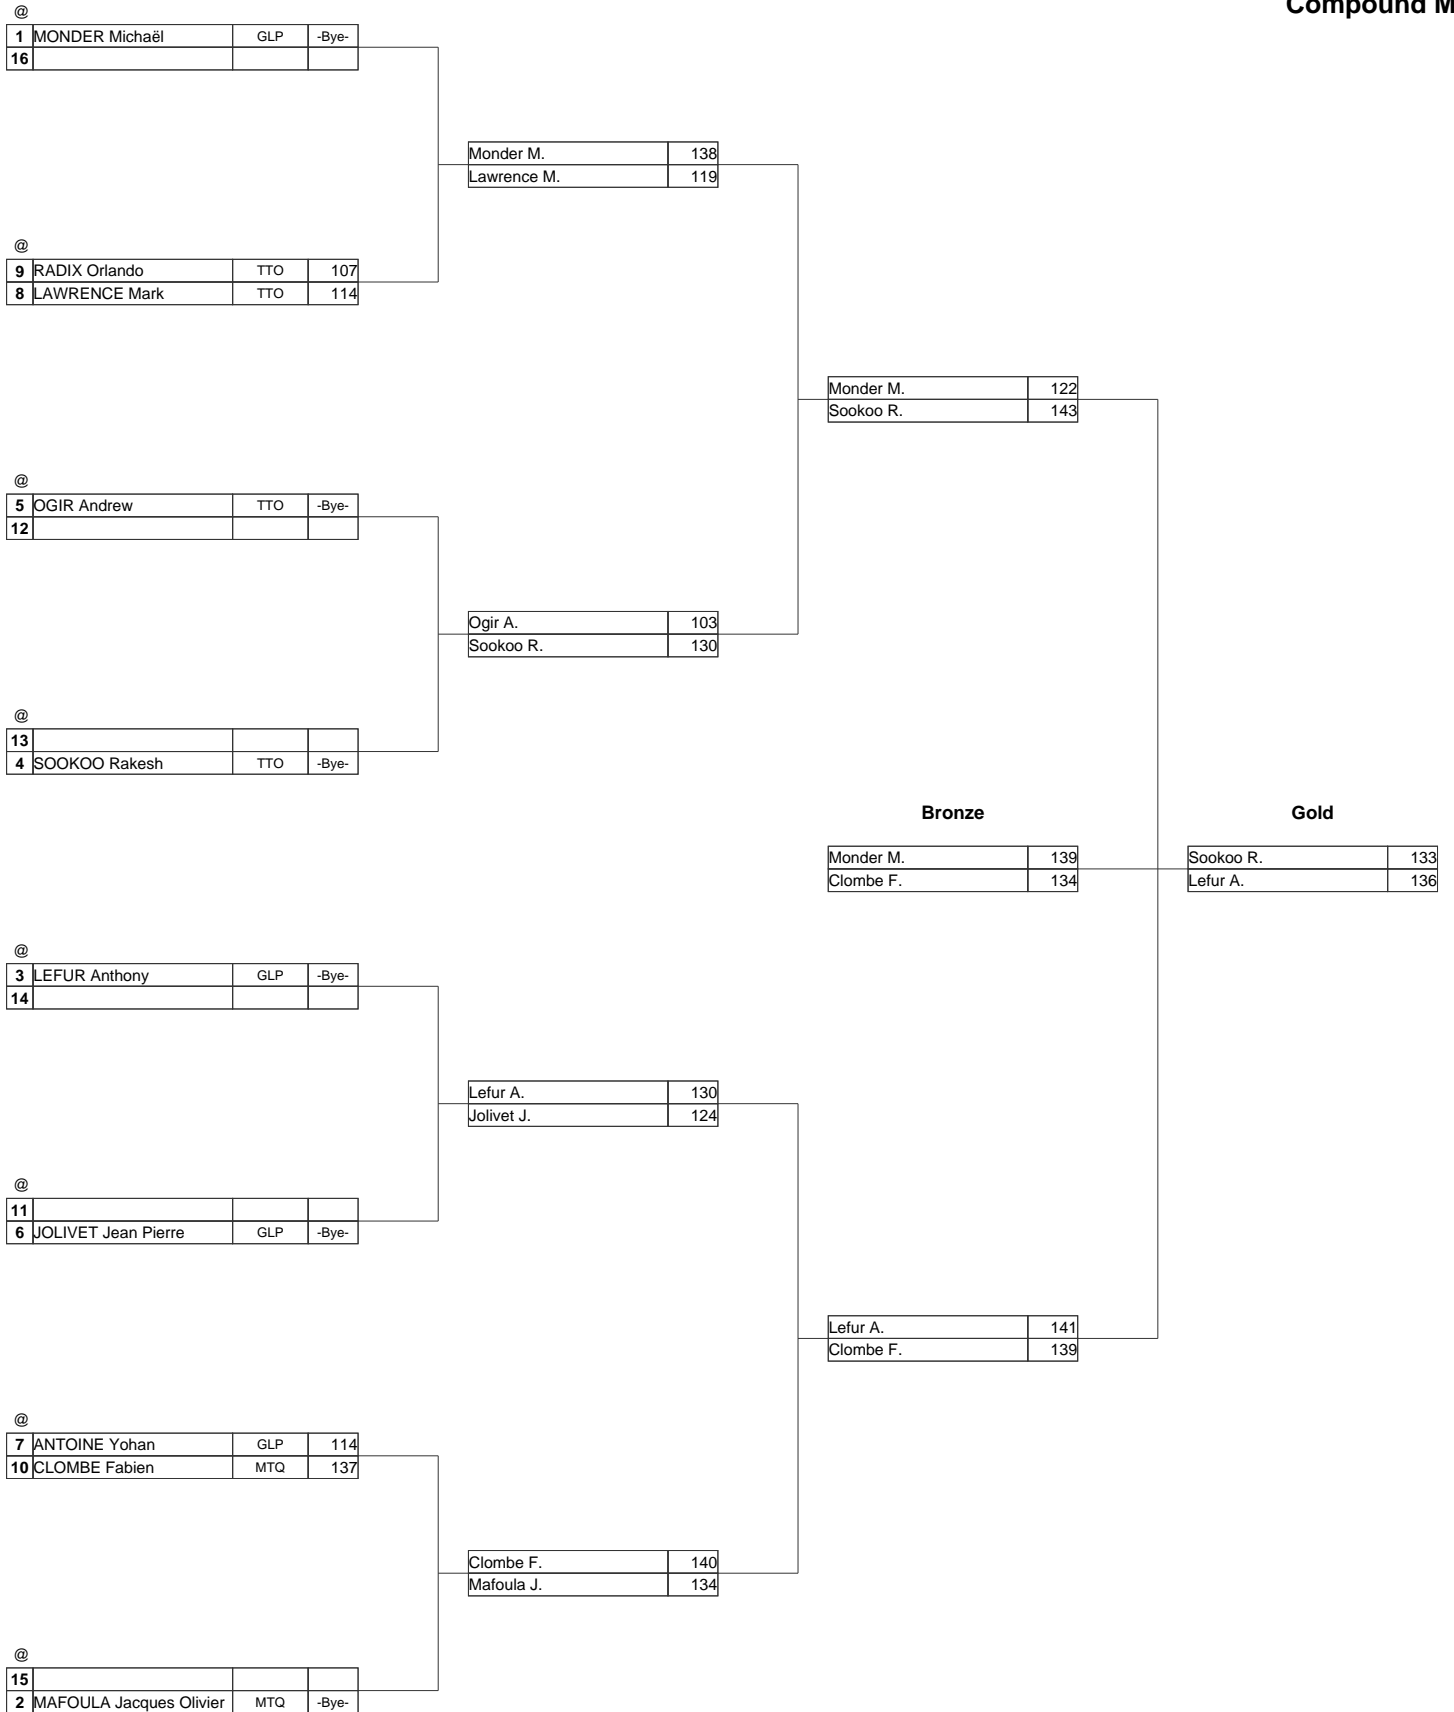 Compound M
@
1 MONDER Michaël GLP -Bye-
16
Monder M. 138
Lawrence M. 119
@
9 RADIX Orlando TTO 107
8 LAWRENCE Mark TTO 114
Monder M. 122
Sookoo R. 143
@
5 OGIR Andrew TTO -Bye-
12
Ogir A. 103
Sookoo R. 130
@
13
4 SOOKOO Rakesh TTO -Bye-
Bronze Gold
Monder M. 139 Sookoo R. 133
Clombe F. 134 Lefur A. 136
@
3 LEFUR Anthony GLP -Bye-
14
Lefur A. 130
Jolivet J. 124
@
11
6 JOLIVET Jean Pierre GLP -Bye-
Lefur A. 141
Clombe F. 139
@
7 ANTOINE Yohan GLP 114
10 CLOMBE Fabien MTQ 137
Clombe F. 140
Mafoula J. 134
@
15
2 MAFOULA Jacques Olivier MTQ -Bye-